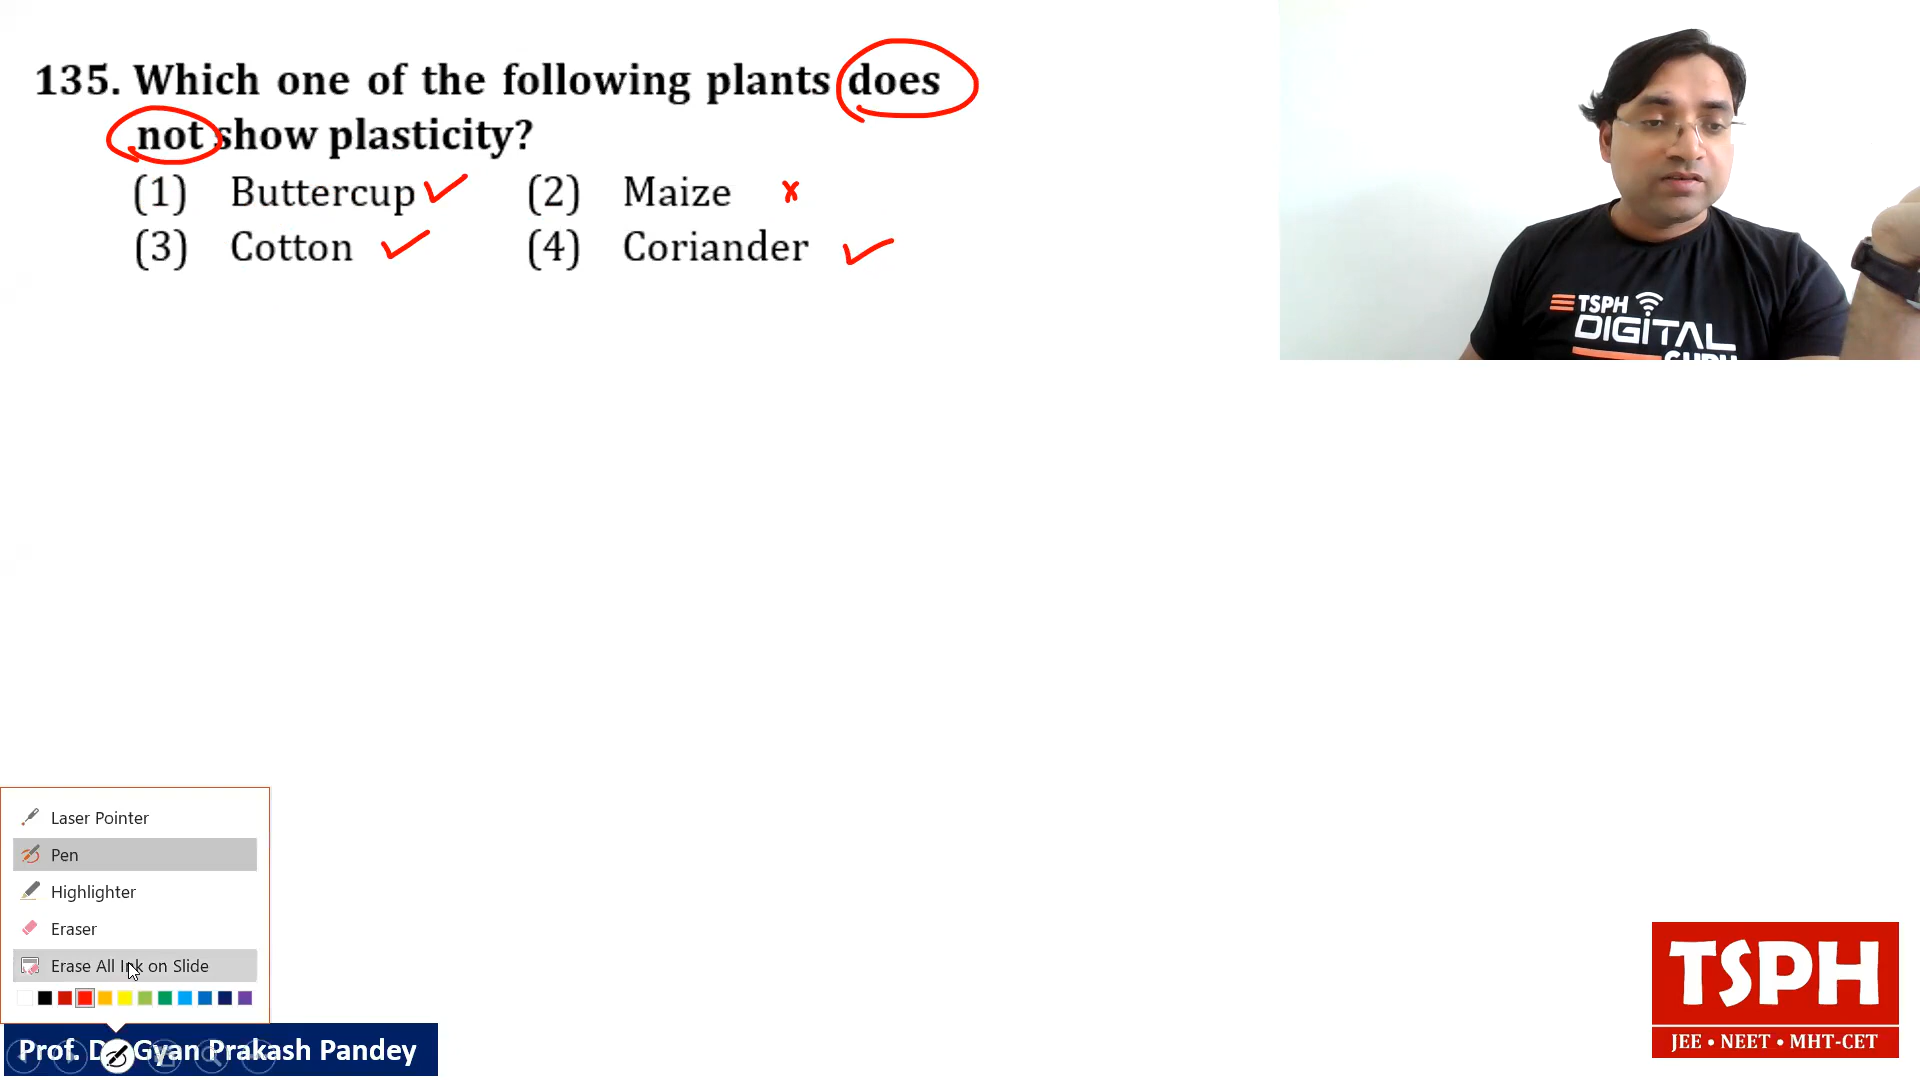 135. Which one of the following plants does
not show plasticity?
(1) Buttercup (2) Maize
(3) Cotton (4) Coriander
TSPH
DIGITAL
Laser Pointer
Pen
Highlighter
Eraser
Erase All Ink on Slide
Prof. Gyan Prakash Pandey
TSPH
JEE • NEET • MHT-CET